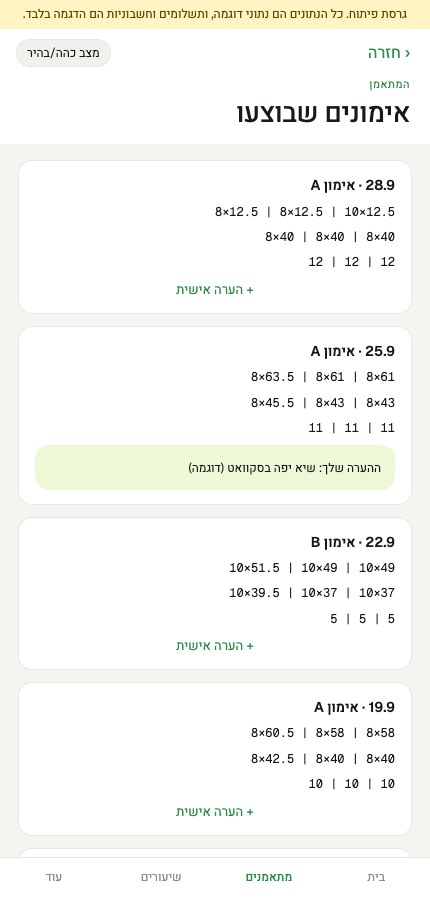 גרסת פיתוח. כל הנתונים הם נתוני דוגמה, ותשלומים וחשבוניות הם הדגמה בלבד.
‹ חזרה
מצב כהה/בהיר
המתאמן
אימונים שבוצעו
28.9 · אימון A
8×12.5 | 8×12.5 | 10×12.5
8×40 | 8×40 | 8×40
12 | 12 | 12
+ הערה אישית
25.9 · אימון A
8×63.5 | 8×61 | 8×61
8×45.5 | 8×43 | 8×43
11 | 11 | 11
ההערה שלך: שיא יפה בסקוואט (דוגמה)
22.9 · אימון B
10×51.5 | 10×49 | 10×49
10×39.5 | 10×37 | 10×37
5 | 5 | 5
+ הערה אישית
19.9 · אימון A
8×60.5 | 8×58 | 8×58
8×42.5 | 8×40 | 8×40
10 | 10 | 10
+ הערה אישית
בית
מתאמנים
שיעורים
עוד